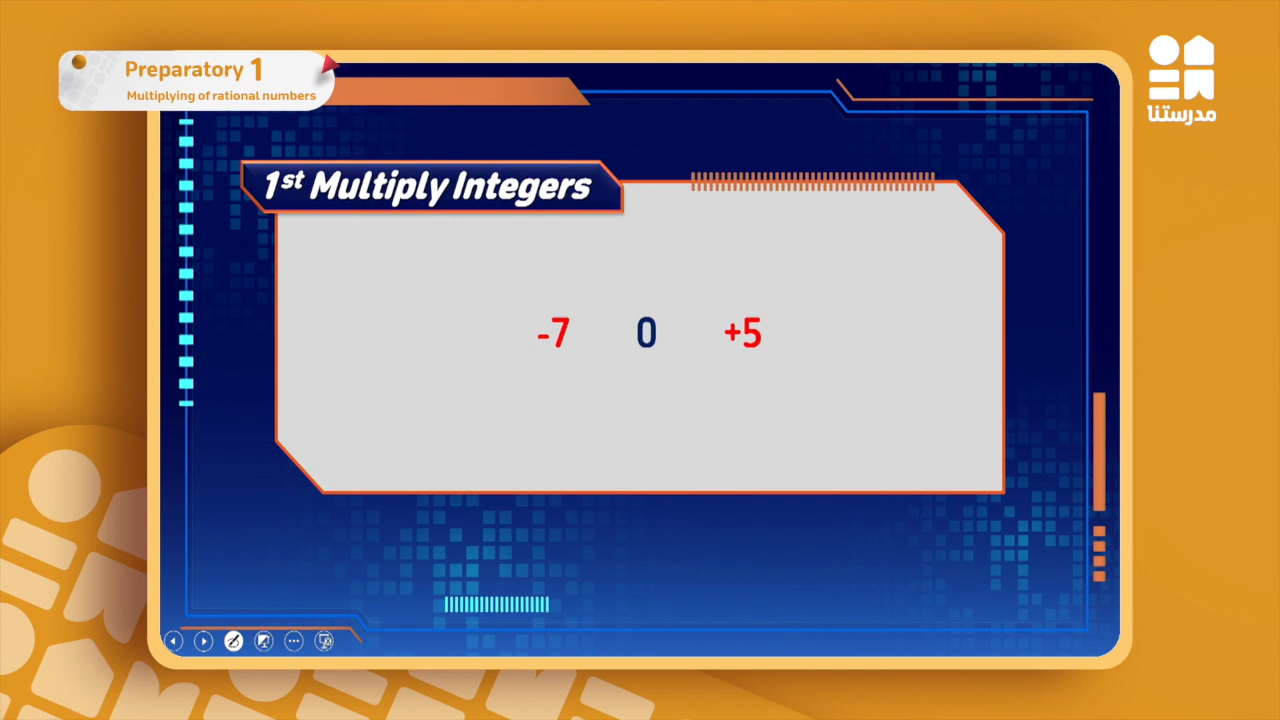 Preparatory 1
Multiplying of rational numbers
مدرستنا
1st Multiply Integers
-7 0 +5